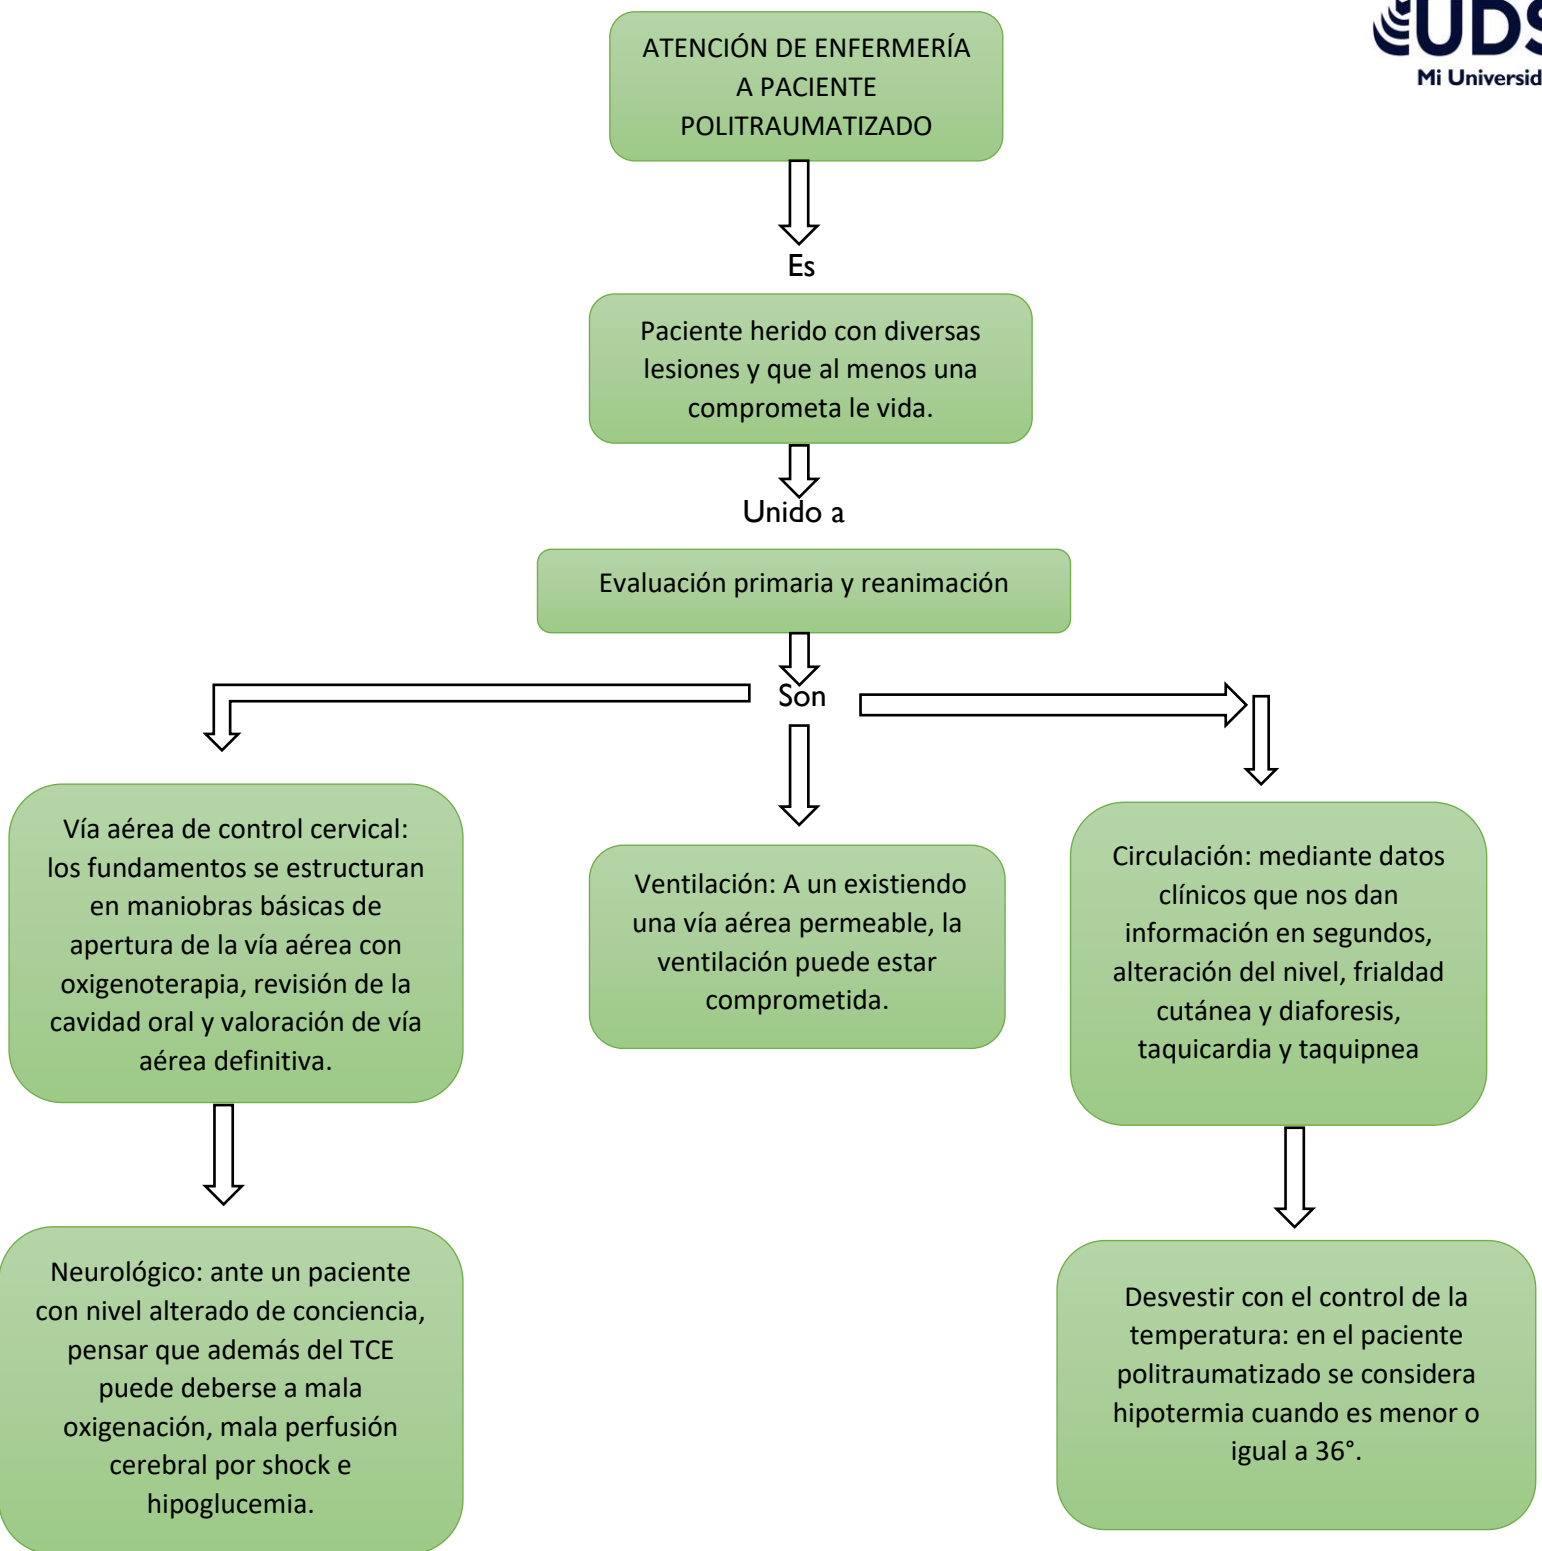 UDS
Mi Universid
ATENCIÓN DE ENFERMERÍA
A PACIENTE
POLITRAUMATIZADO
Es
Paciente herido con diversas
lesiones y que al menos una
comprometa le vida.
Unido a
Evaluación primaria y reanimación
Son
Vía aérea de control cervical:
los fundamentos se estructuran
en maniobras básicas de
apertura de la vía aérea con
oxigenoterapia, revisión de la
cavidad oral y valoración de vía
aérea definitiva.
Ventilación: A un existiendo
una vía aérea permeable, la
ventilación puede estar
comprometida.
Circulación: mediante datos
clínicos que nos dan
información en segundos,
alteración del nivel, frialdad
cutánea y diaforesis,
taquicardia y taquipnea
Neurológico: ante un paciente
con nivel alterado de conciencia,
pensar que además del TCE
puede deberse a mala
oxigenación, mala perfusión
cerebral por shock e
hipoglucemia.
Desvestir con el control de la
temperatura: en el paciente
politraumatizado se considera
hipotermia cuando es menor o
igual a 36°.